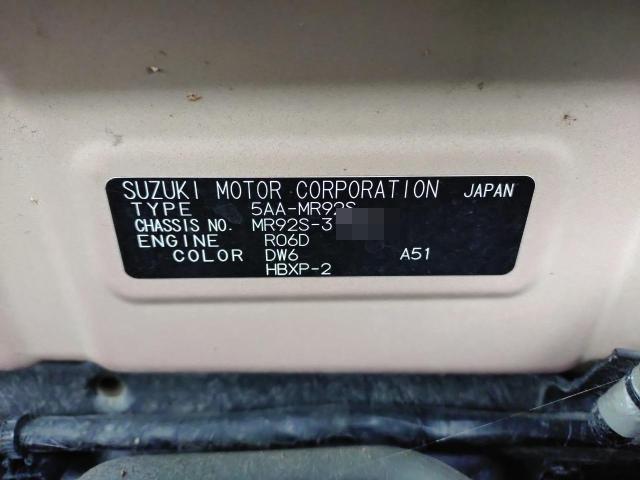 SUZUKI MOTOR CORPORATION JAPAN
TYPE 5AA-MR92S
CHASSIS NO. MR92S-3
ENGINE R06D
COLOR DW6 A51
HBXP-2